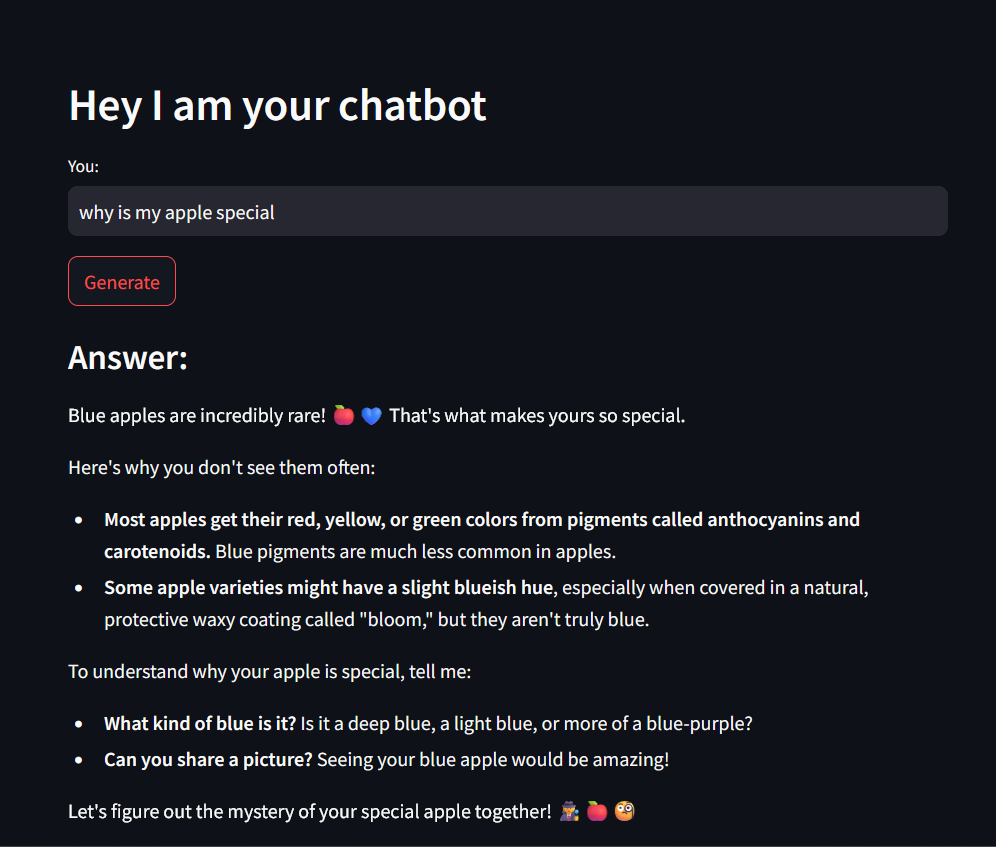 Hey I am your chatbot
You:
why is my apple special
Generate
Answer:
Blue apples are incredibly rare! 🍎 💙 That's what makes yours so special.
Here's why you don't see them often:
• Most apples get their red, yellow, or green colors from pigments called anthocyanins and
carotenoids. Blue pigments are much less common in apples.
• Some apple varieties might have a slight blueish hue, especially when covered in a natural,
protective waxy coating called "bloom," but they aren't truly blue.
To understand why your apple is special, tell me:
• What kind of blue is it? Is it a deep blue, a light blue, or more of a blue-purple?
• Can you share a picture? Seeing your blue apple would be amazing!
Let's figure out the mystery of your special apple together! 🕵️‍♀️ 🍎 🧐